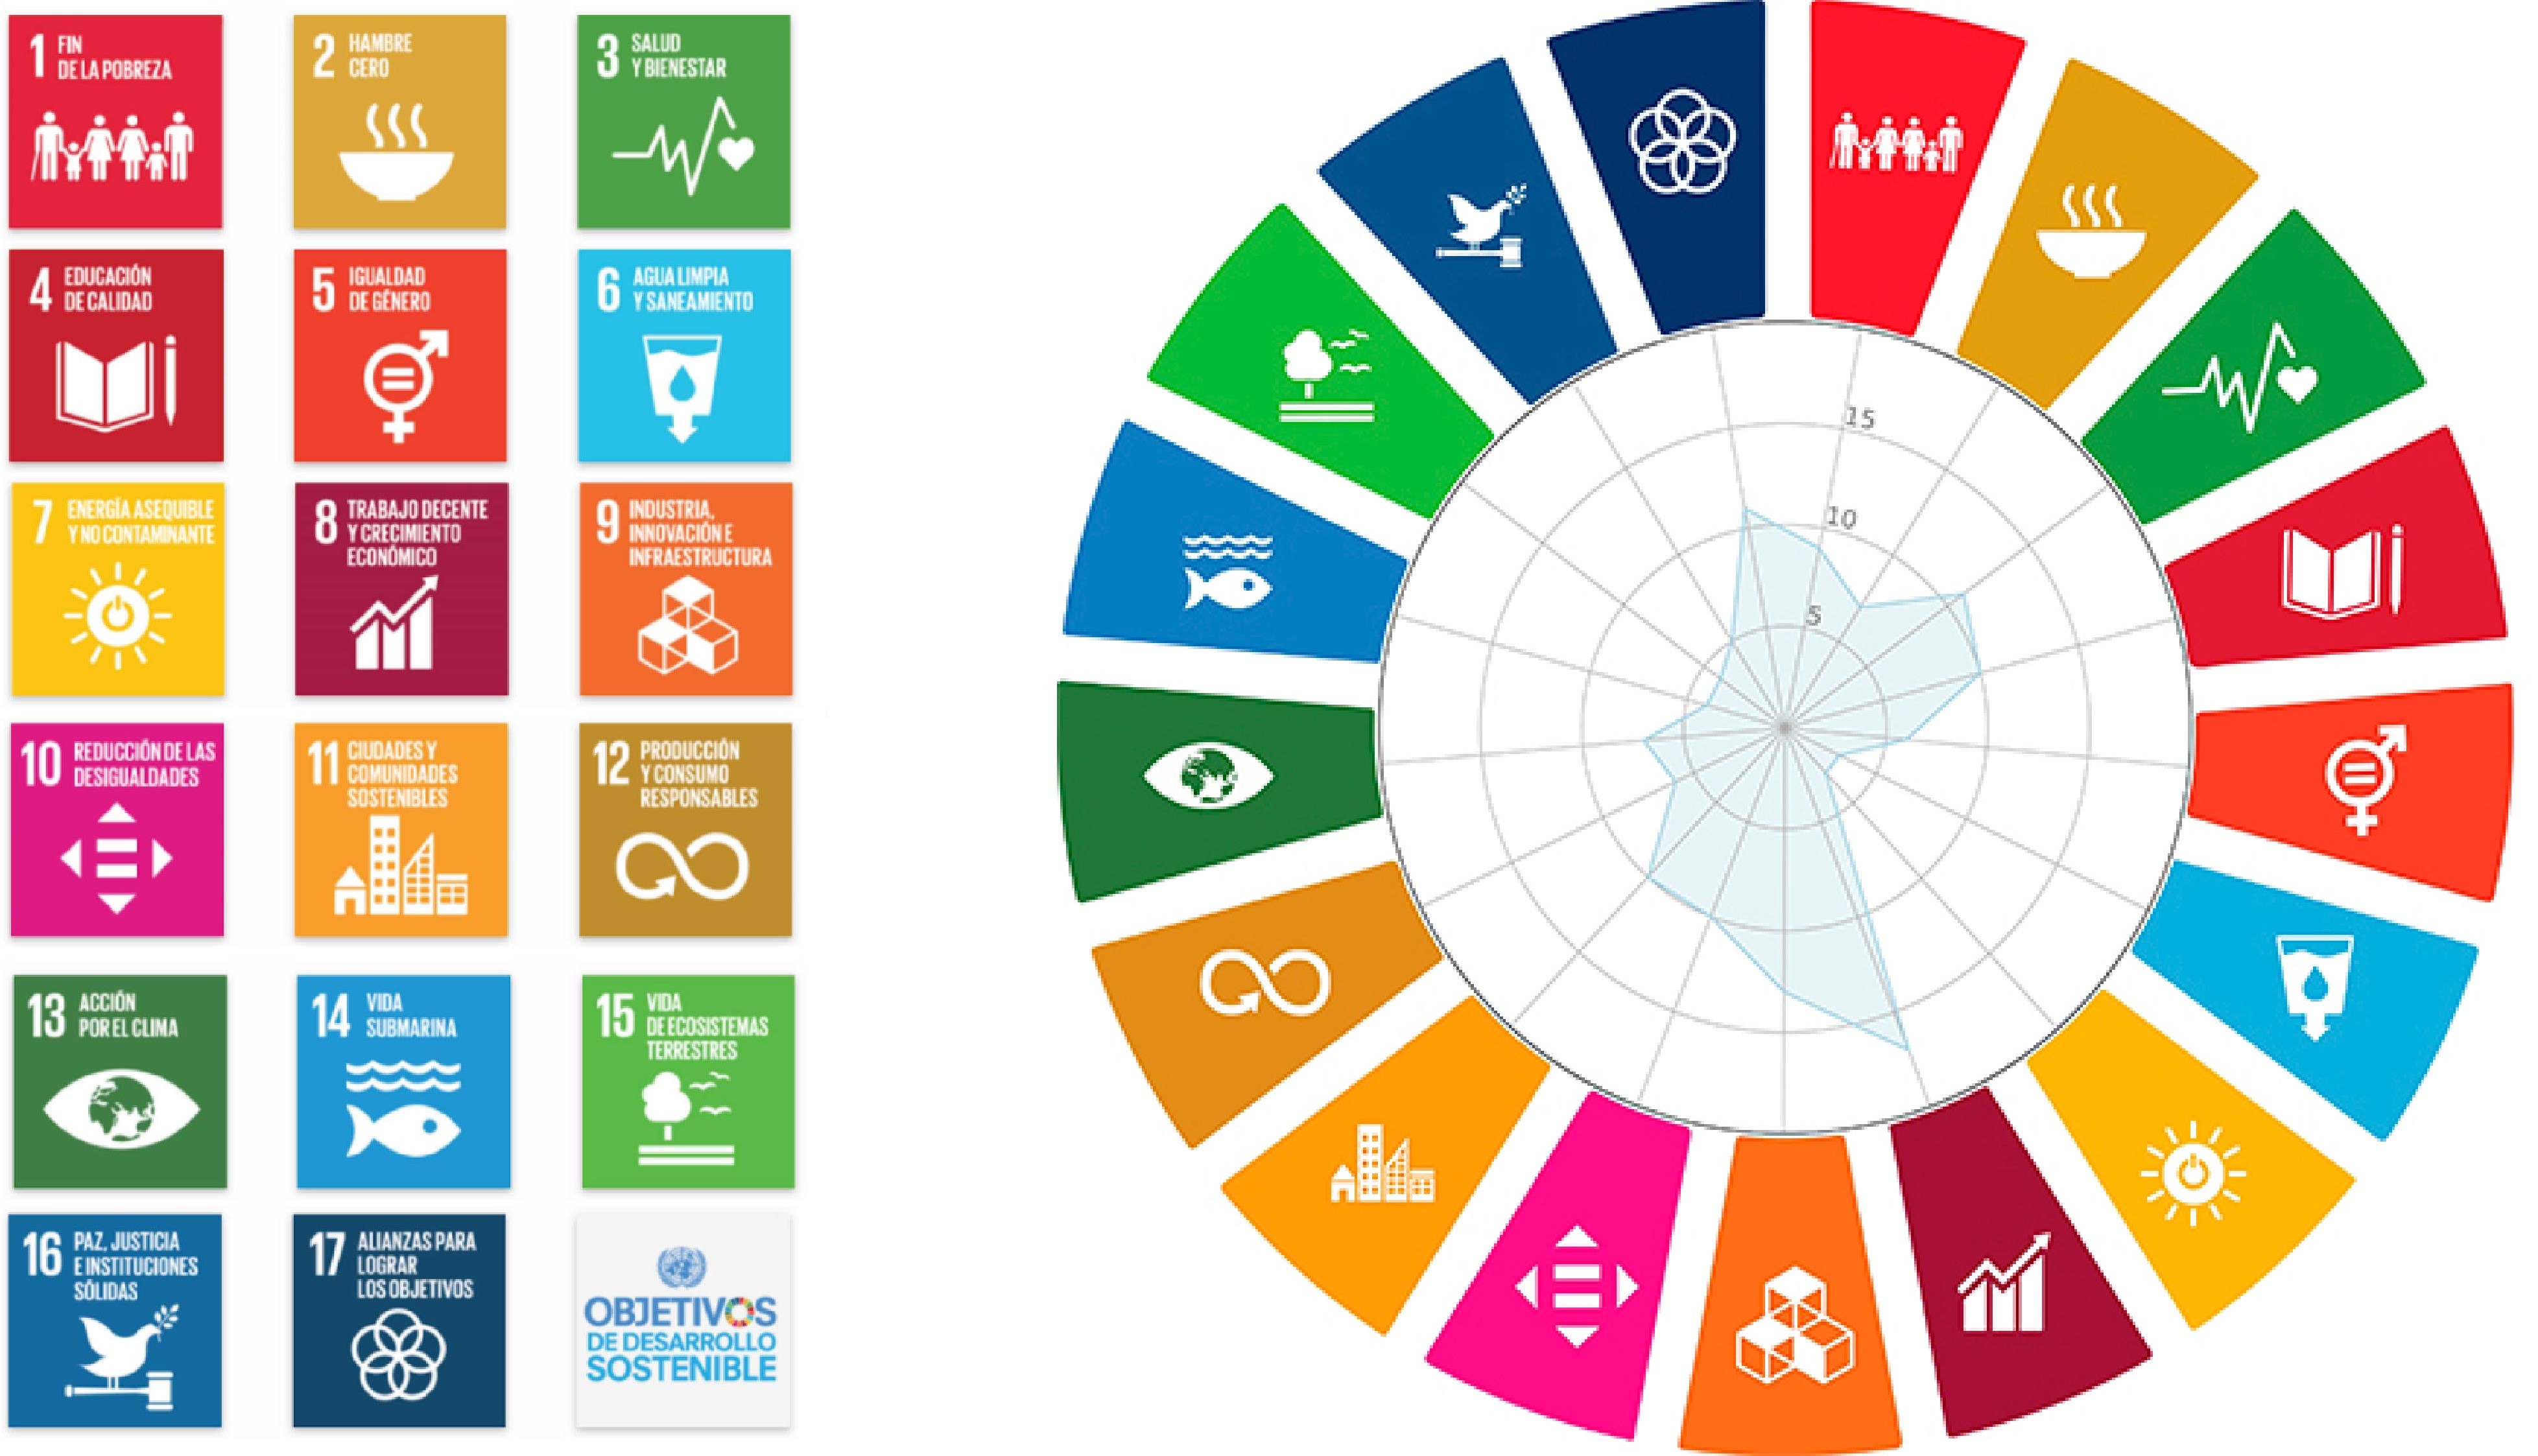 1 FIN
DE LA POBREZA
2 HAMBRE
CERO
3 SALUD
Y BIENESTAR
4 EDUCACIÓN
DE CALIDAD
5 IGUALDAD
DE GÉNERO
6 AGUA LIMPIA
Y SANEAMIENTO
7 ENERGÍA ASEQUIBLE
Y NO CONTAMINANTE
8 TRABAJO DECENTE
Y CRECIMIENTO
ECONÓMICO
9 INDUSTRIA,
INNOVACIÓN E
INFRAESTRUCTURA
10 REDUCCIÓN DE LAS
DESIGUALDADES
11 CIUDADES Y
COMUNIDADES
SOSTENIBLES
12 PRODUCCIÓN
Y CONSUMO
RESPONSABLES
13 ACCIÓN
POR EL CLIMA
14 VIDA
SUBMARINA
15 VIDA
DE ECOSISTEMAS
TERRESTRES
16 PAZ, JUSTICIA
E INSTITUCIONES
SÓLIDAS
17 ALIANZAS PARA
LOGRAR
LOS OBJETIVOS
OBJETIVOS
DE DESARROLLO
SOSTENIBLE
15
10
5